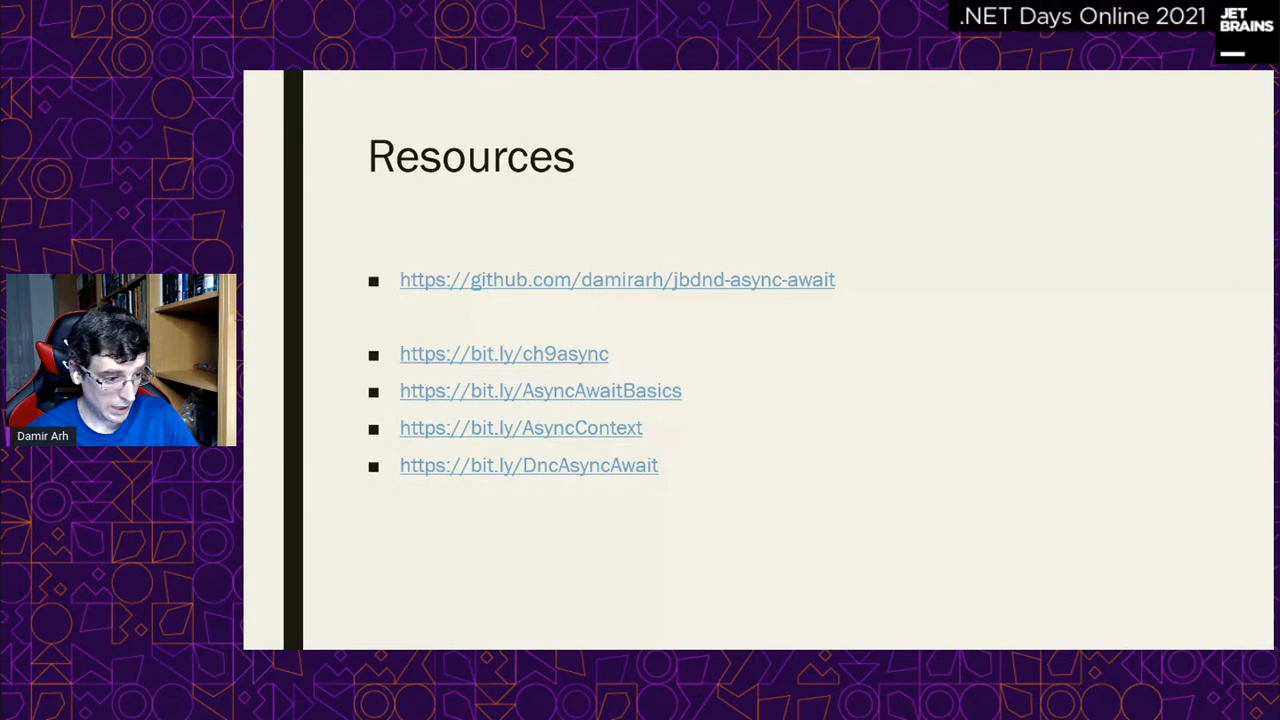 .NET Days Online 2021
JET
BRAINS
Resources
https://github.com/damirarh/jbdnd-async-await
https://bit.ly/ch9async
https://bit.ly/AsyncAwaitBasics
https://bit.ly/AsyncContext
https://bit.ly/DncAsyncAwait
Damir Arh